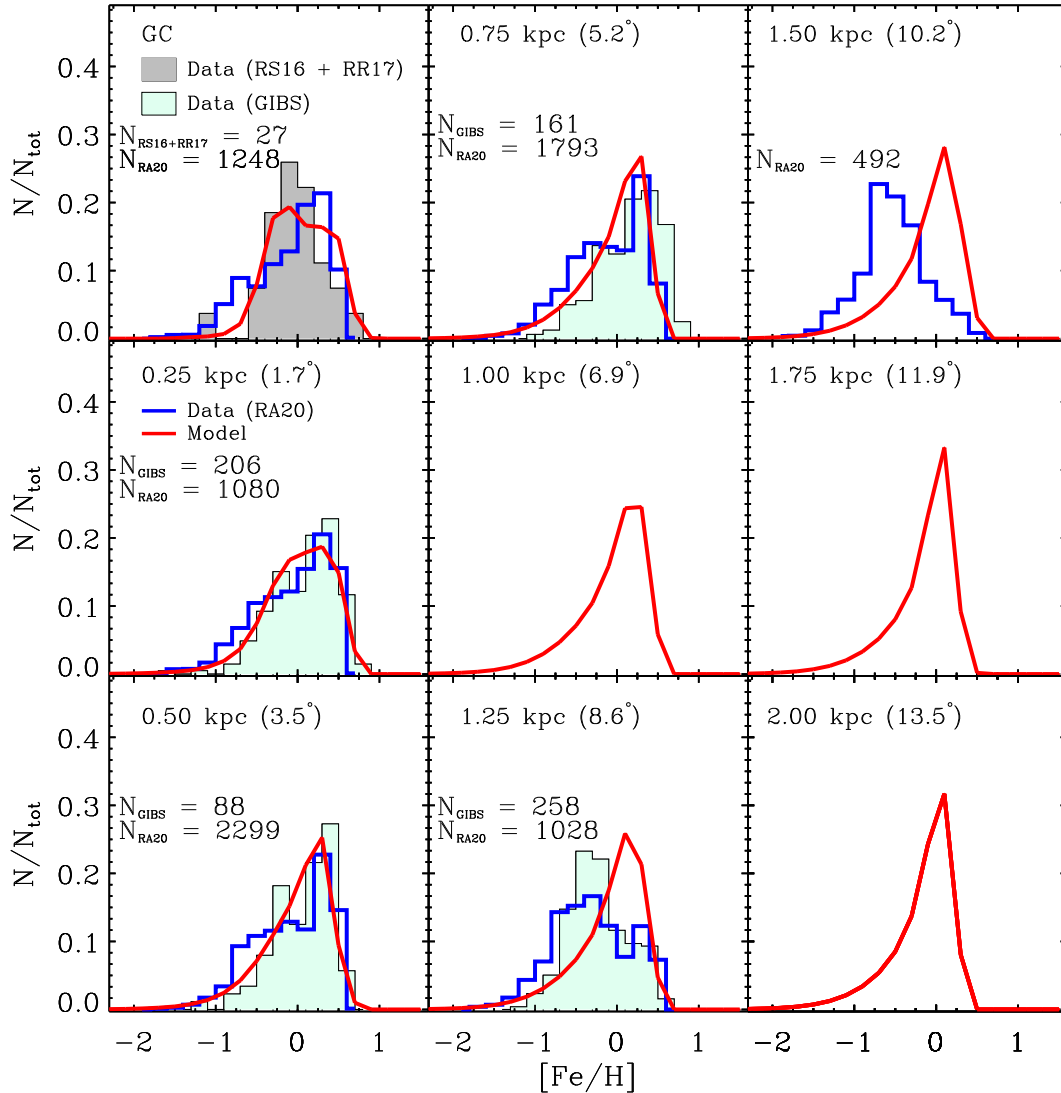 GC
Data (RS16 + RR17)
Data (GIBS)
N_RS16+RR17 = 27
N_RA20 = 1248
0.75 kpc (5.2°)
N_GIBS = 161
N_RA20 = 1793
1.50 kpc (10.2°)
N_RA20 = 492
N/N_tot
0.4
0.3
0.2
0.1
0.0
0.25 kpc (1.7°)
Data (RA20)
Model
N_GIBS = 206
N_RA20 = 1080
1.00 kpc (6.9°)
1.75 kpc (11.9°)
N/N_tot
0.4
0.3
0.2
0.1
0.0
0.50 kpc (3.5°)
N_GIBS = 88
N_RA20 = 2299
1.25 kpc (8.6°)
N_GIBS = 258
N_RA20 = 1028
2.00 kpc (13.5°)
N/N_tot
0.4
0.3
0.2
0.1
0.0
−2 −1 0 1 −2 −1 0 1 −2 −1 0 1
[Fe/H]